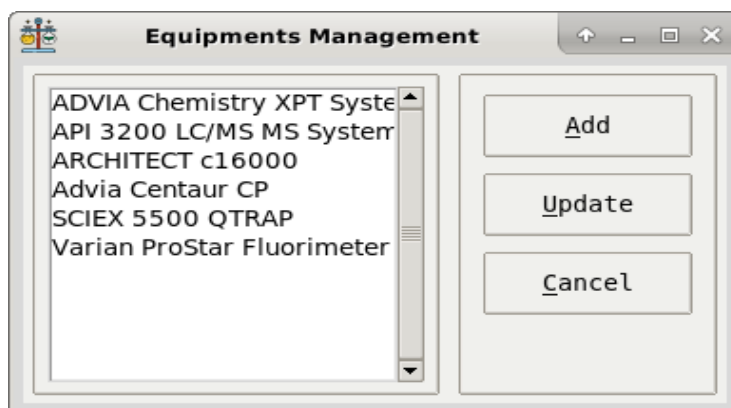 Equipments Management
ADVIA Chemistry XPT Syste
API 3200 LC/MS MS System
ARCHITECT c16000
Advia Centaur CP
SCIEX 5500 QTRAP
Varian ProStar Fluorimeter
Add
Update
Cancel